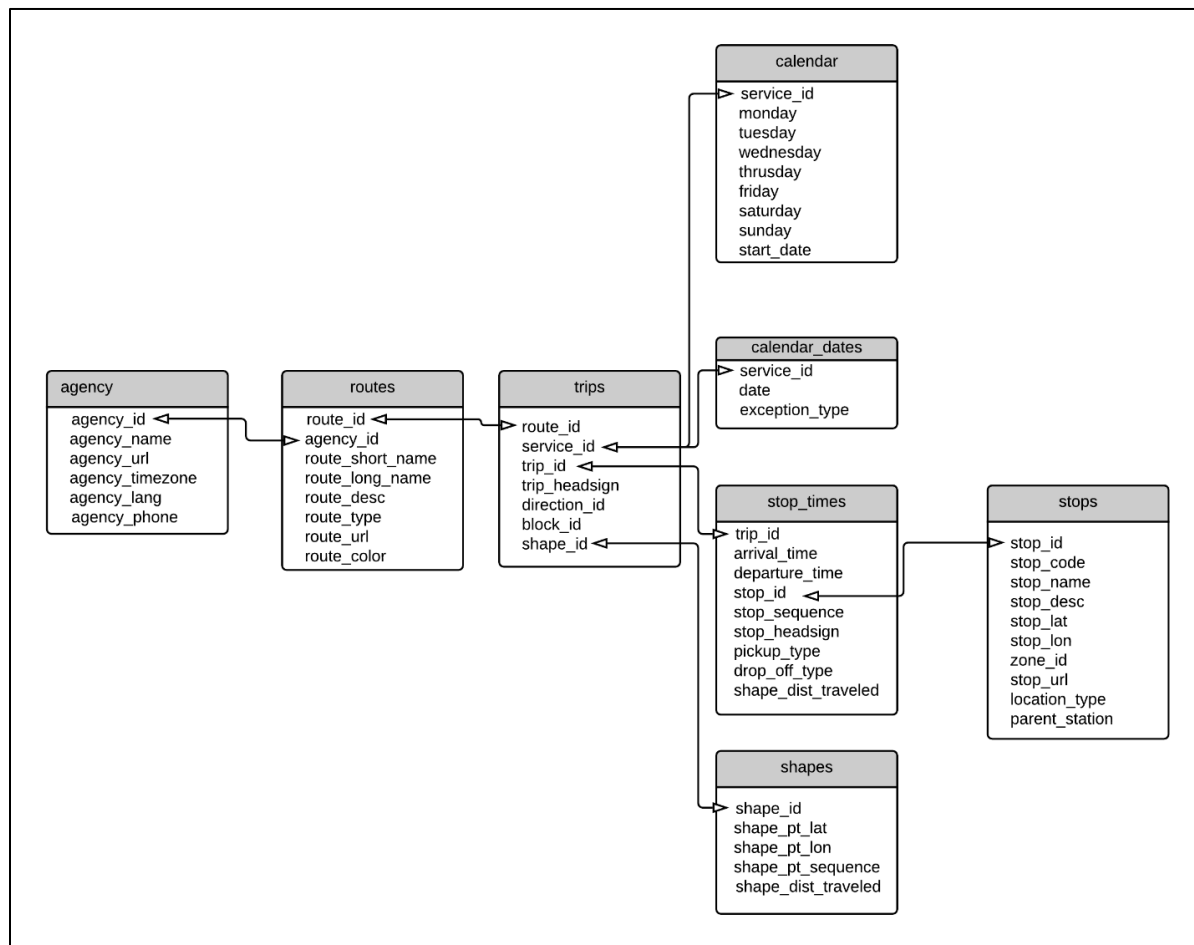 calendar
service_id
monday
tuesday
wednesday
thrusday
friday
saturday
sunday
start_date
calendar_dates
service_id
date
exception_type
agency
agency_id
agency_name
agency_url
agency_timezone
agency_lang
agency_phone
routes
route_id
agency_id
route_short_name
route_long_name
route_desc
route_type
route_url
route_color
trips
route_id
service_id
trip_id
trip_headsign
direction_id
block_id
shape_id
stop_times
trip_id
arrival_time
departure_time
stop_id
stop_sequence
stop_headsign
pickup_type
drop_off_type
shape_dist_traveled
stops
stop_id
stop_code
stop_name
stop_desc
stop_lat
stop_lon
zone_id
stop_url
location_type
parent_station
shapes
shape_id
shape_pt_lat
shape_pt_lon
shape_pt_sequence
shape_dist_traveled